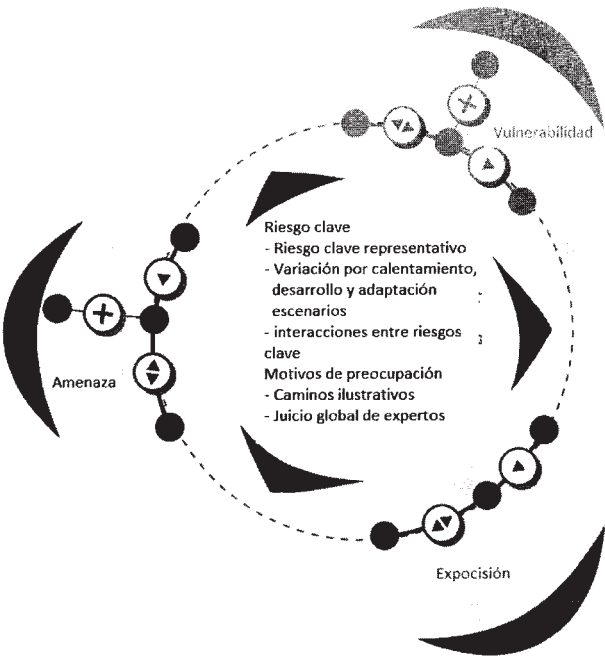 Vulnerabilidad
Riesgo clave
- Riesgo clave representativo
- Variación por calentamiento,
desarrollo y adaptación
escenarios
- interacciones entre riesgos
clave
Motivos de preocupación
- Caminos ilustrativos
- Juicio global de expertos
Amenaza
Expocisión